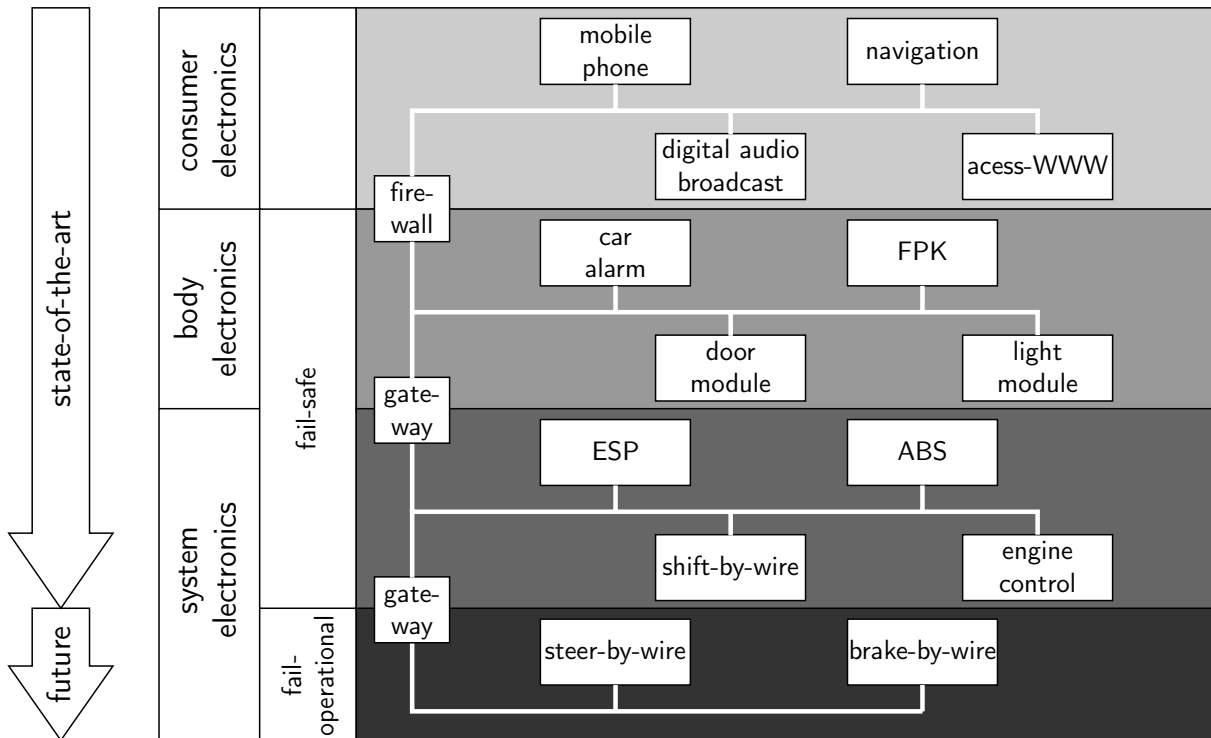 state-of-the-art
future
consumer
electronics
body
electronics
system
electronics
fail-safe
fail-
operational
mobile
phone
navigation
digital audio
broadcast
acess-WWW
fire-
wall
car
alarm
FPK
door
module
light
module
gate-
way
ESP
ABS
shift-by-wire
engine
control
gate-
way
steer-by-wire
brake-by-wire